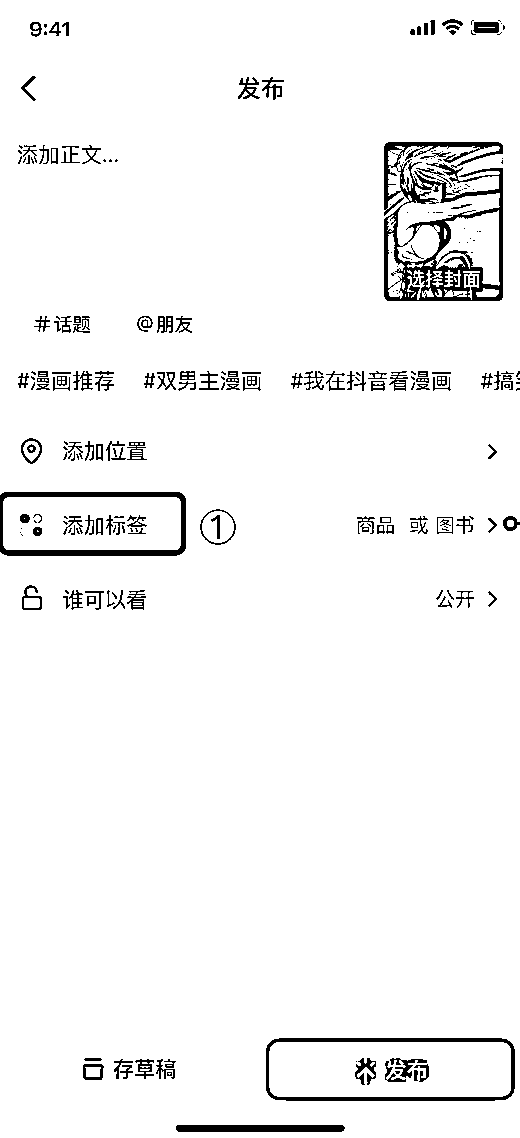 9:41
发布
添加正文...
选择封面
#话题 @朋友
#漫画推荐 #双男主漫画 #我在抖音看漫画 #搞笑
添加位置
添加标签 ① 商品 或 图书
谁可以看 公开
存草稿 发布